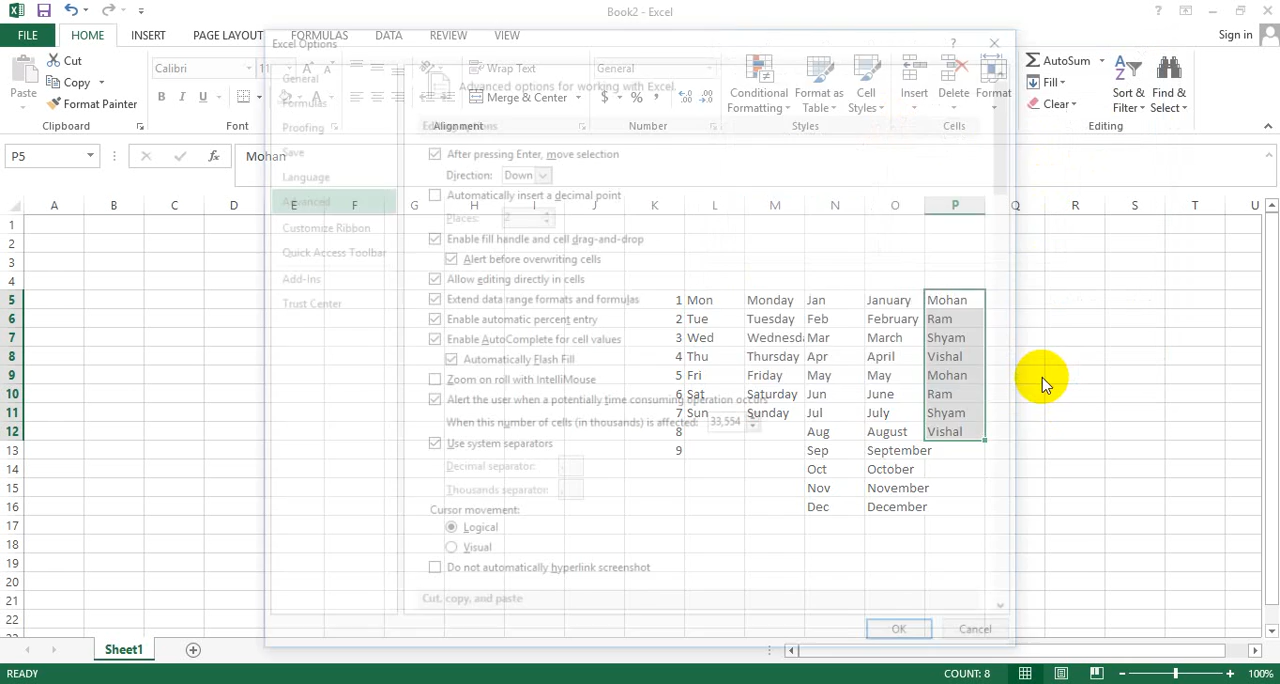 Book2 - Excel
?
Sign in
FILE HOME INSERT PAGE LAYOUT FORMULAS DATA REVIEW VIEW
Cut
Copy
Format Painter
Paste
Clipboard
Calibri 11
B I U
Font
Wrap Text
Merge & Center
Alignment
General
$ % ,
Number
Conditional Formatting
Format as Table
Cell Styles
Styles
Insert Delete Format
Cells
AutoSum
Fill
Clear
Sort & Filter
Find & Select
Editing
P5
fx
Mohan
A B C D E F G H I J K L M N O P Q R S T U
1
2
3
4
5 1 Mon Monday Jan January Mohan
6 2 Tue Tuesday Feb February Ram
7 3 Wed Wednesda Mar March Shyam
8 4 Thu Thursday Apr April Vishal
9 5 Fri Friday May May Mohan
10 6 Sat Saturday Jun June Ram
11 7 Sun Sunday Jul July Shyam
12 8 Aug August Vishal
13 9 Sep September
14 Oct October
15 Nov November
16 Dec December
17
18
19
20
21
22
Excel Options
?
General
Formulas
Proofing
Save
Language
Advanced
Customize Ribbon
Quick Access Toolbar
Add-Ins
Trust Center
Advanced options for working with Excel.
Editing options
After pressing Enter, move selection
Direction: Down
Automatically insert a decimal point
Places: 2
Enable fill handle and cell drag-and-drop
Alert before overwriting cells
Allow editing directly in cells
Extend data range formats and formulas
Enable automatic percent entry
Enable AutoComplete for cell values
Automatically Flash Fill
Zoom on roll with IntelliMouse
Alert the user when a potentially time consuming operation occurs
When this number of cells (in thousands) is affected: 33,554
Use system separators
Decimal separator:
Thousands separator:
Cursor movement:
Logical
Visual
Do not automatically hyperlink screenshot
Cut, copy, and paste
OK Cancel
Sheet1
READY
COUNT: 8
100%